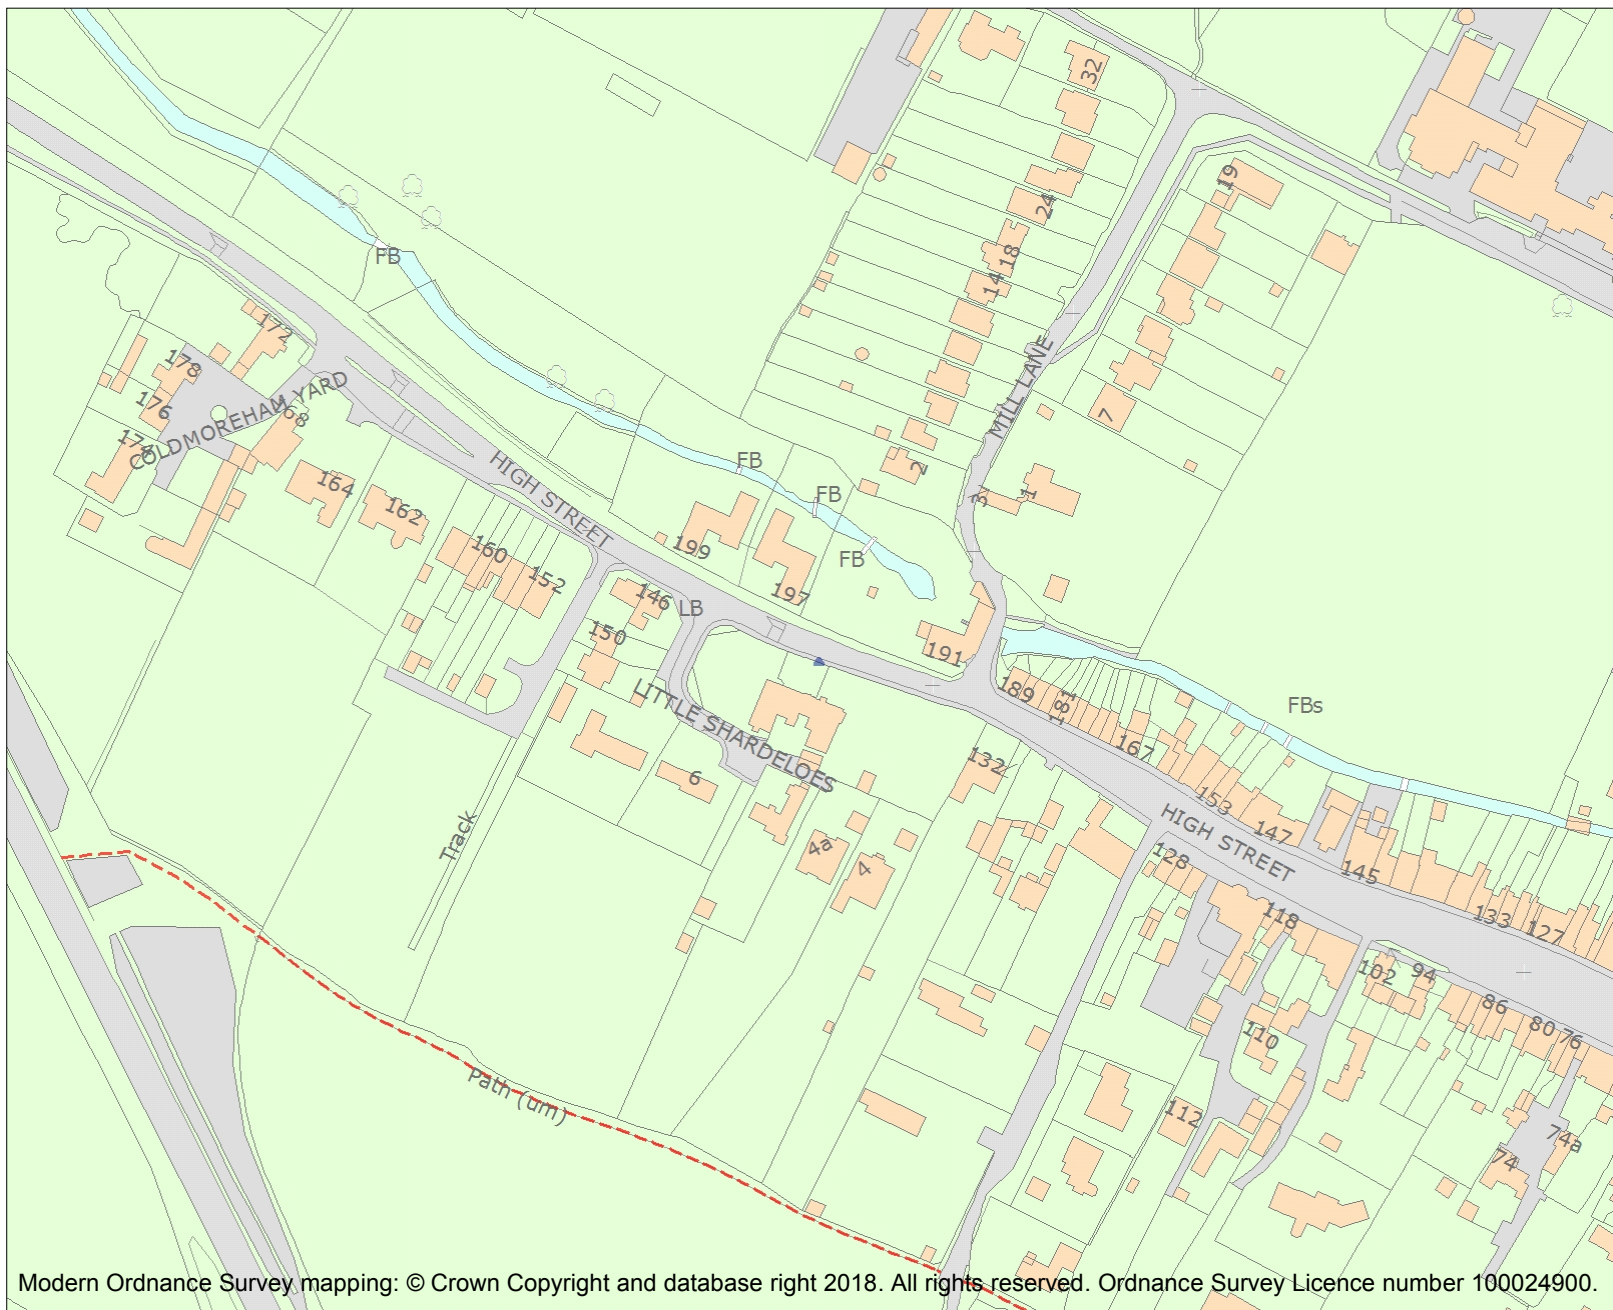 32
19
24
18
14
FB
172
178
176
COLDMOREHAM YARD
168
174
MILL LANE
7
2
3
1
164
162
HIGH STREET
FB
FB
FB
160
152
199
197
146
LB
150
191
189
181
FBs
LITTLE SHARDELOES
167
132
6
153
HIGH STREET
147
145
Track
4a
4
128
118
133
127
102
94
86
80
76
110
Path (um)
112
74a
74
Modern Ordnance Survey mapping: © Crown Copyright and database right 2018. All rights reserved. Ordnance Survey Licence number 100024900.